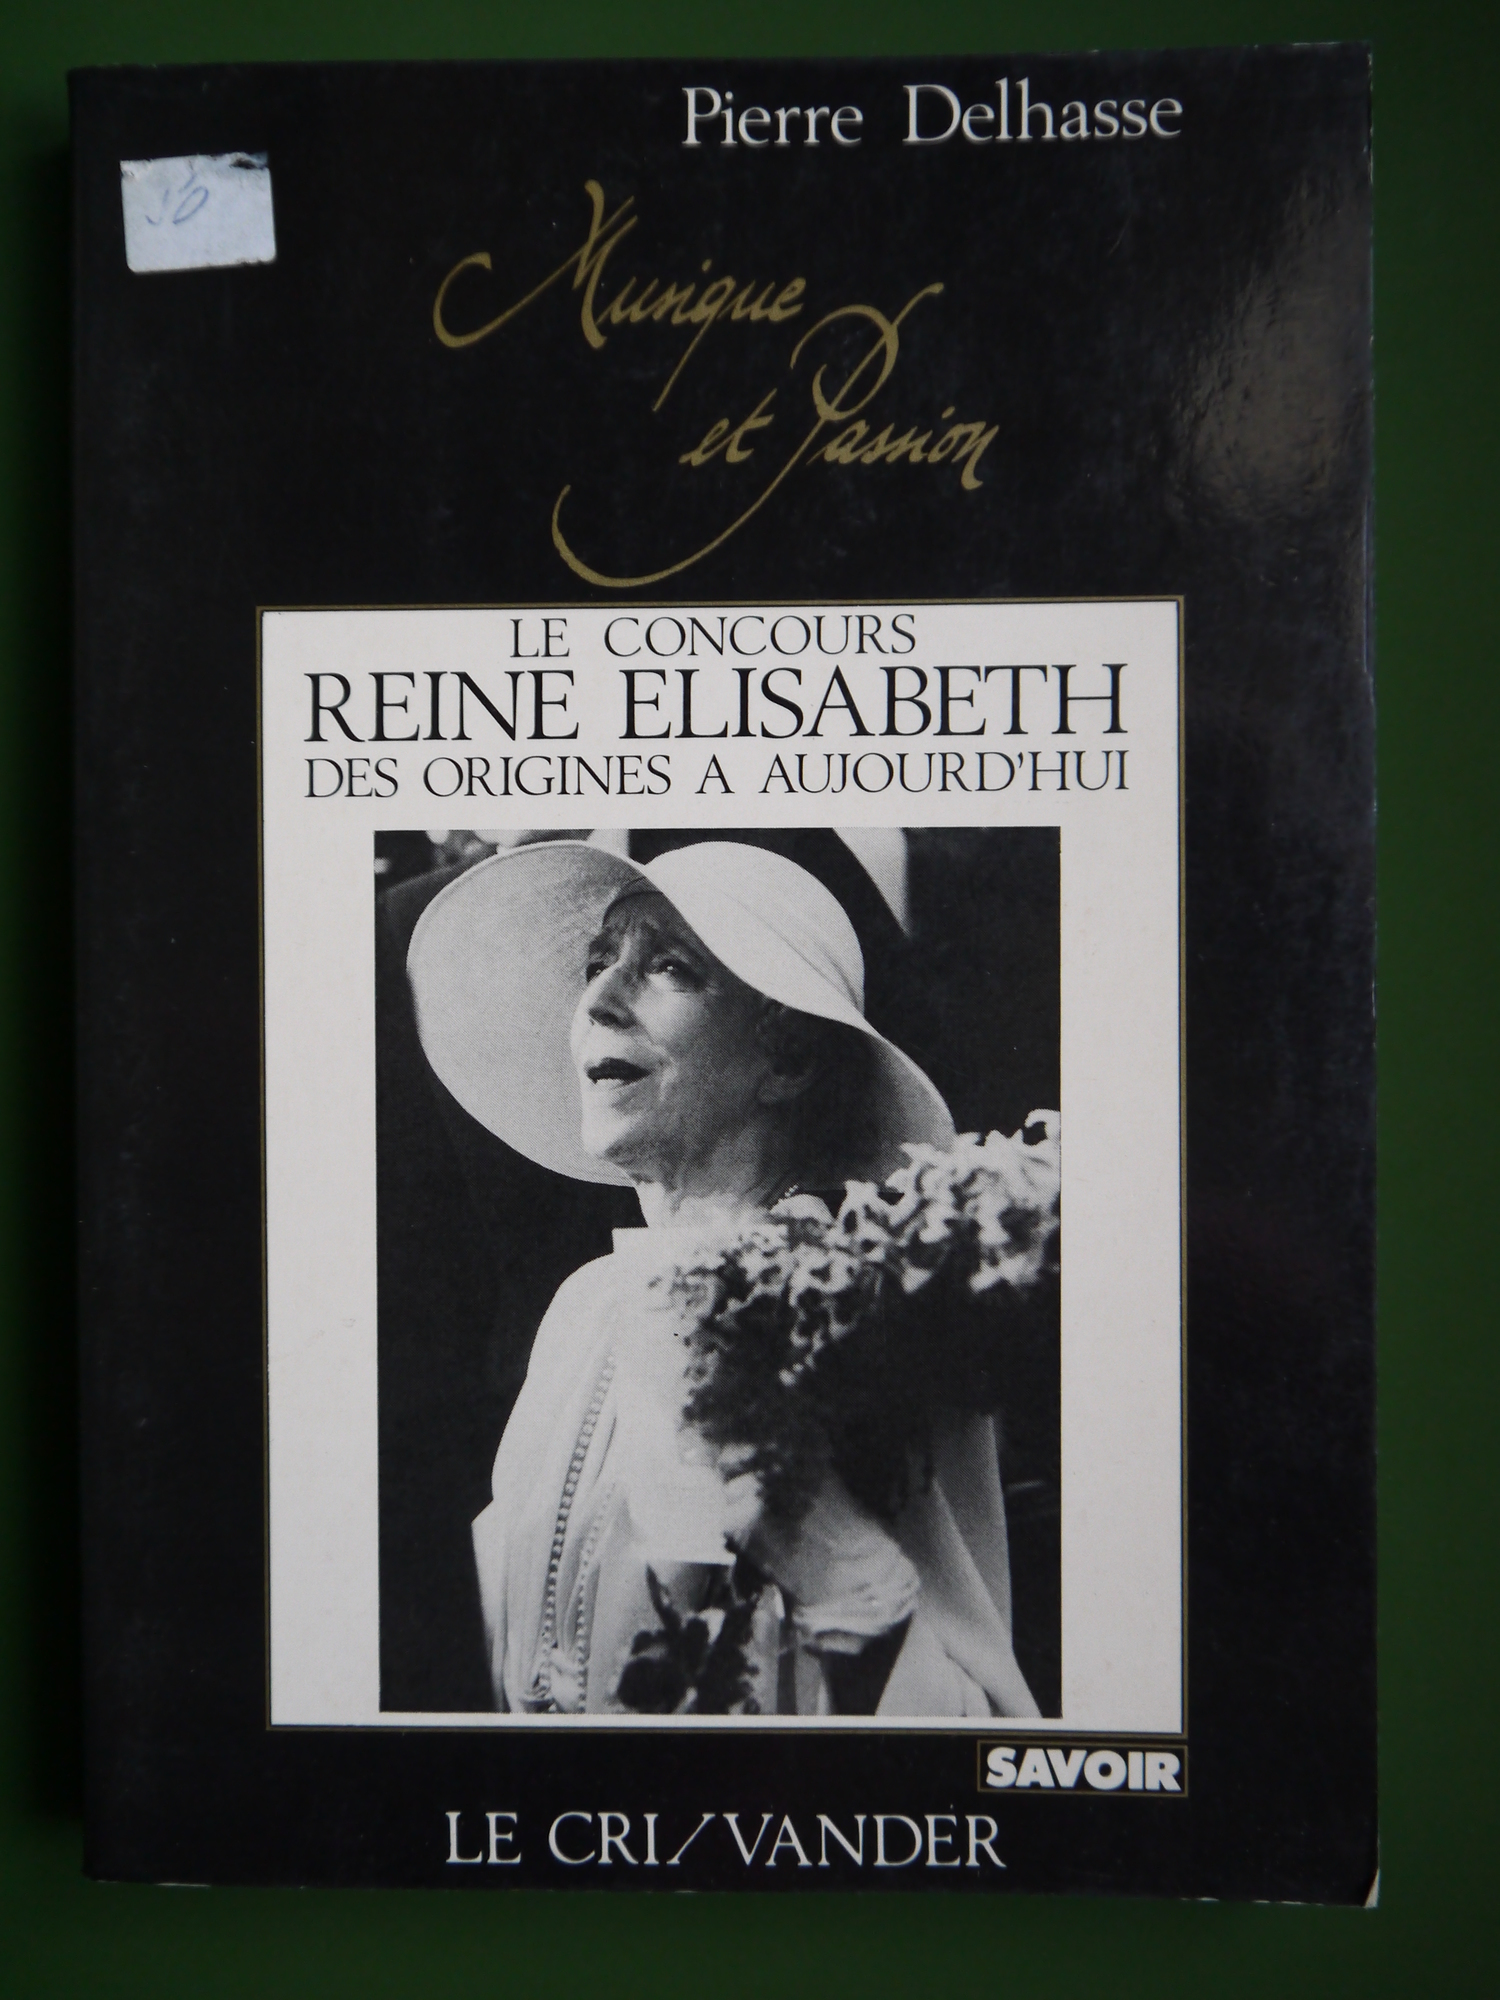 Pierre Delhasse
Musique
et Passion
LE CONCOURS
REINE ELISABETH
DES ORIGINES A AUJOURD'HUI
SAVOIR
LE CRI/VANDER